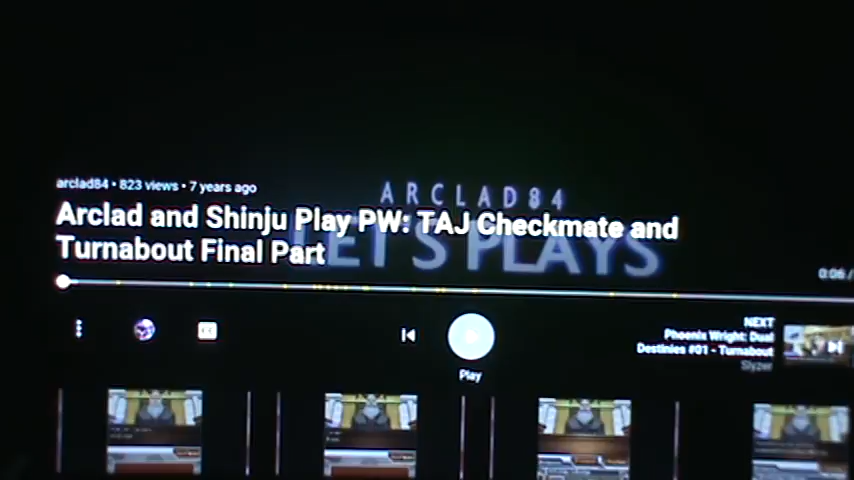 arclad84 • 823 views • 7 years ago
ARCLAD84
Arclad and Shinju Play PW: TAJ Checkmate and
Turnabout Final Part
LET'S PLAYS
0:06 /
NEXT
Phoenix Wright: Dual
Destinies #01 - Turnabout
Slyzer
Play